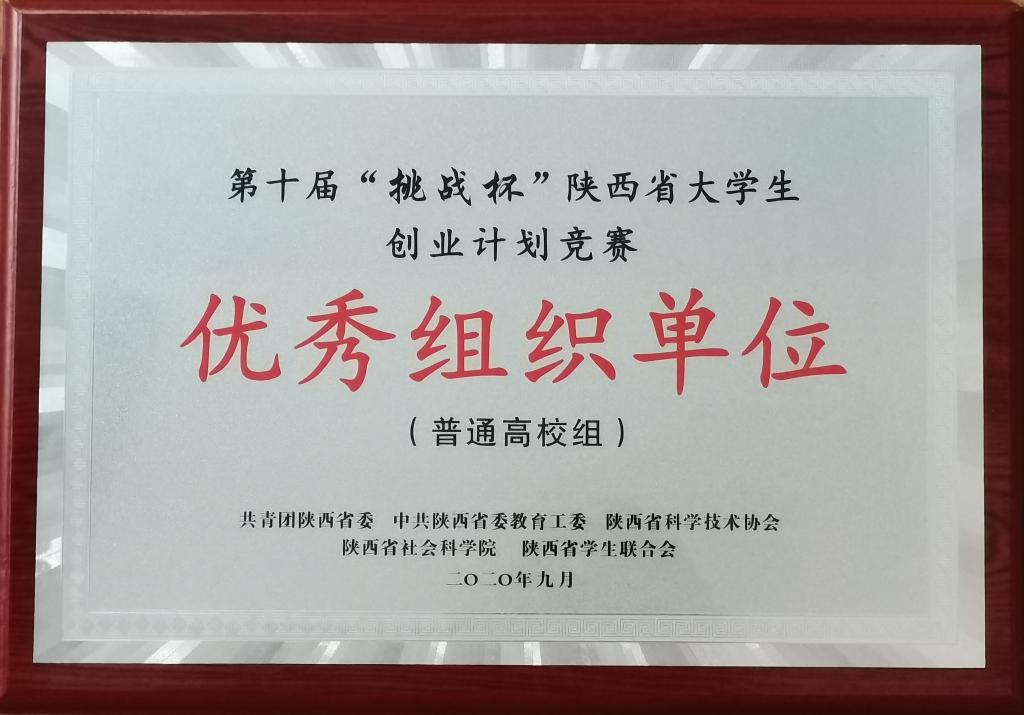 第十届“挑战杯”陕西省大学生
创业计划竞赛
优秀组织单位
（普通高校组）
共青团陕西省委 中共陕西省委教育工委 陕西省科学技术协会
陕西省社会科学院 陕西省学生联合会
二〇二〇年九月